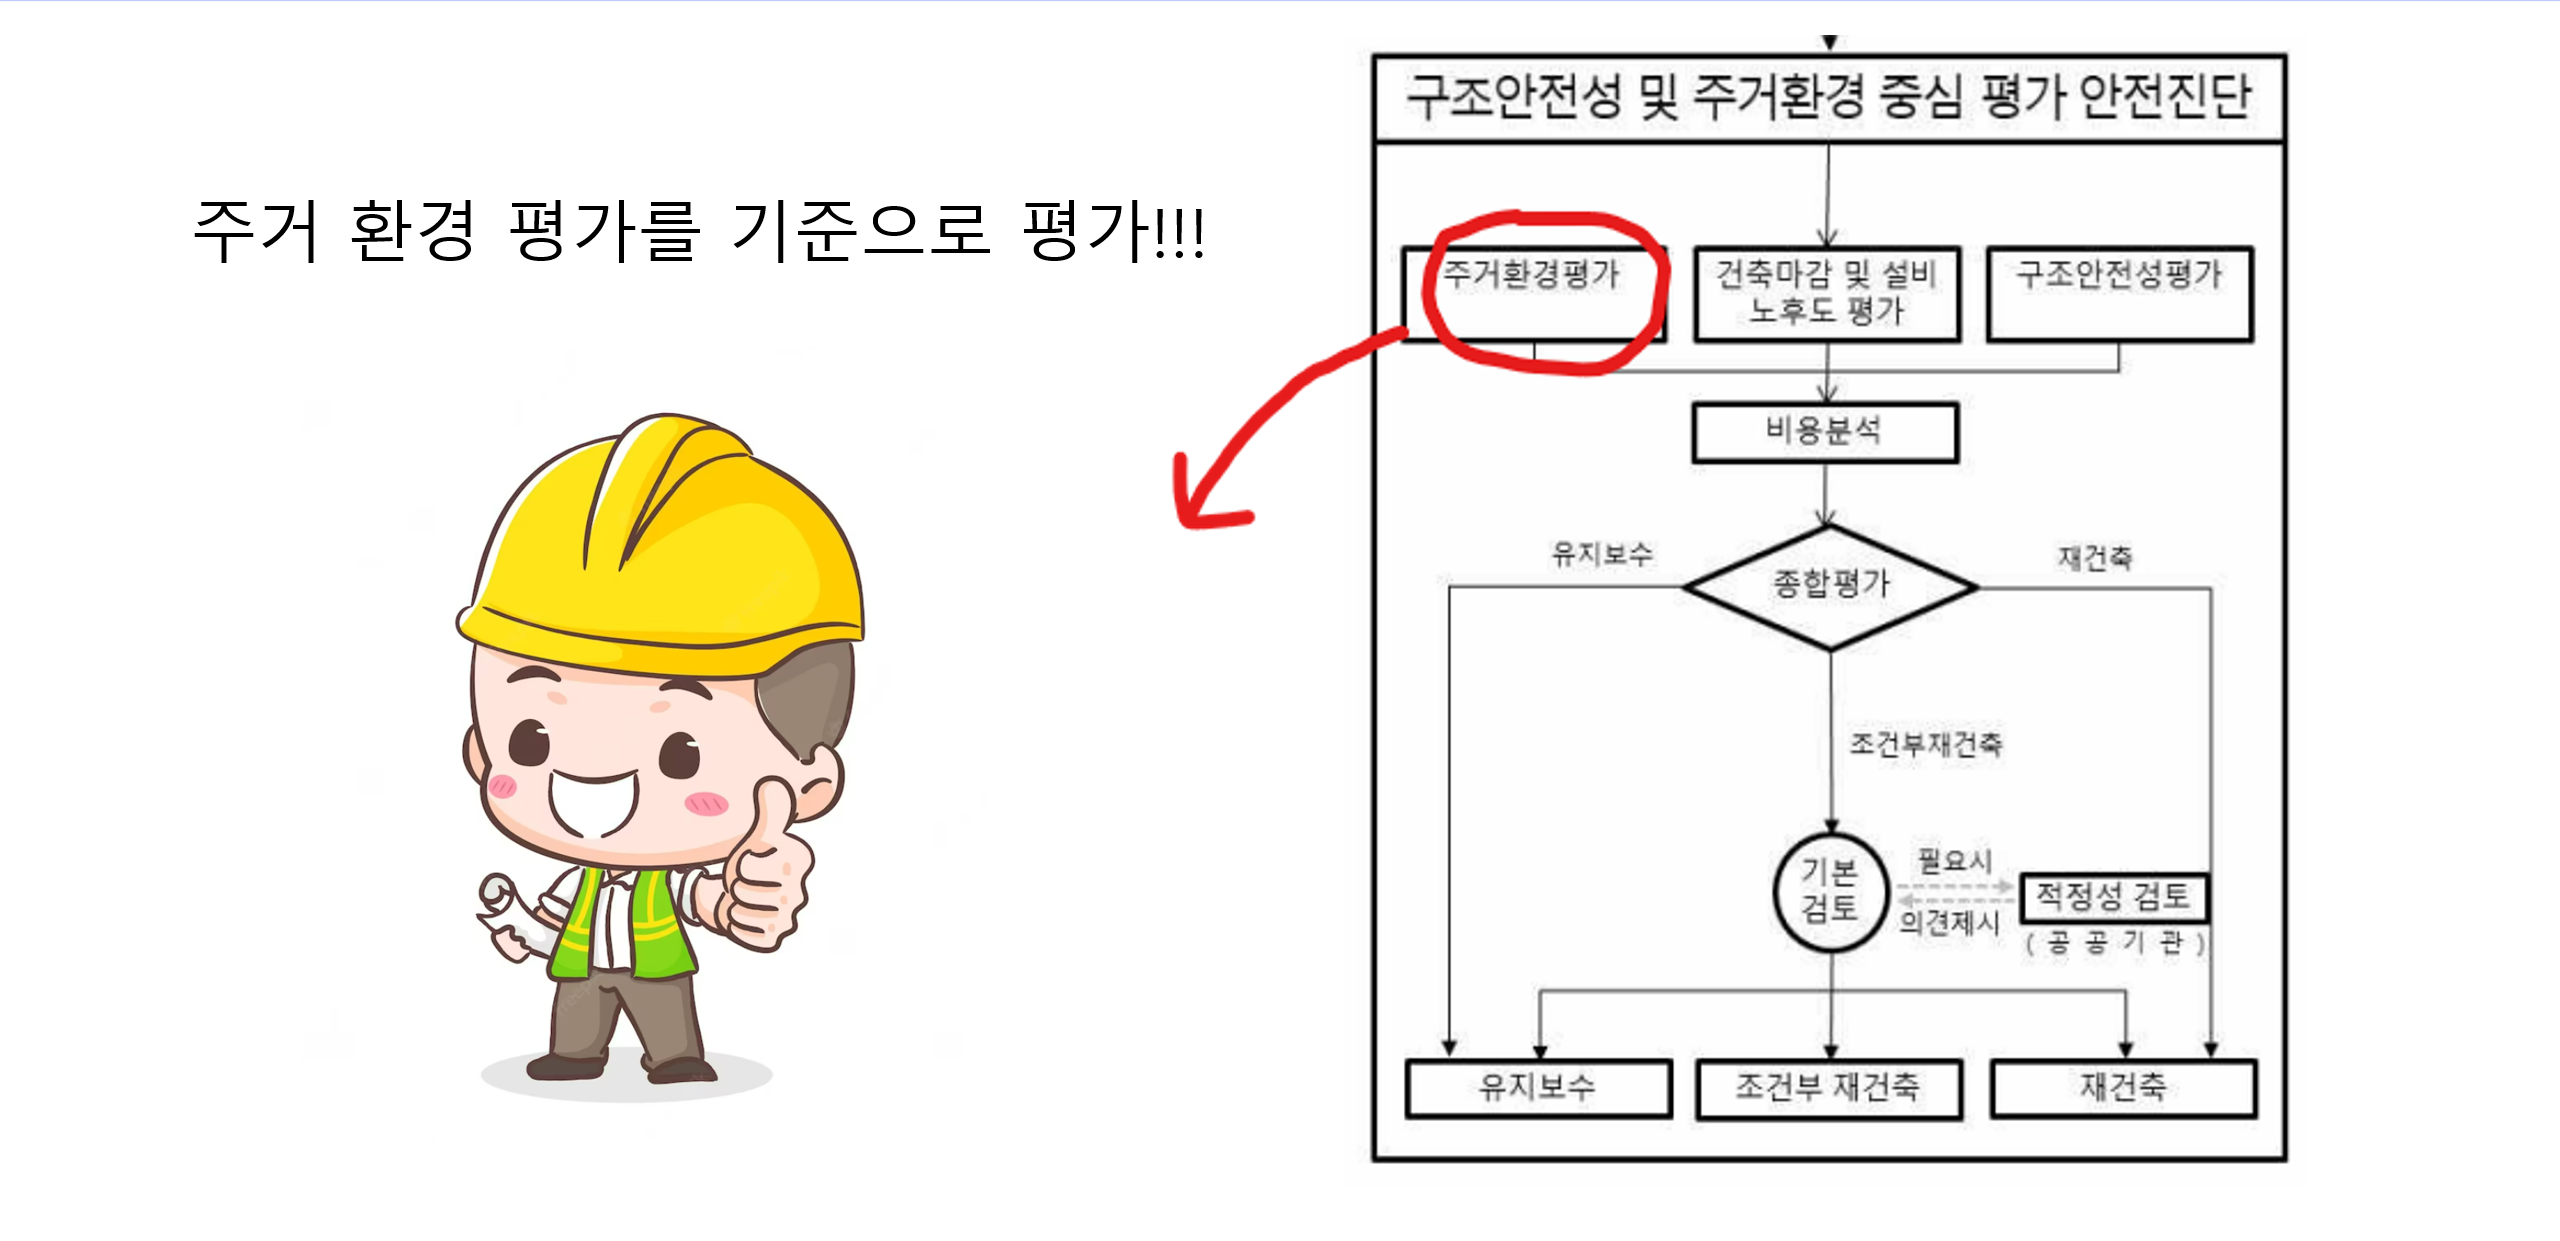 주거 환경 평가를 기준으로 평가!!!
구조안전성 및 주거환경 중심 평가 안전진단
주거환경평가
건축마감 및 설비
노후도 평가
구조안전성평가
비용분석
유지보수
종합평가
재건축
조건부재건축
기본
검토
필요시
의견제시
적정성 검토
( 공 공 기 관 )
유지보수
조건부 재건축
재건축